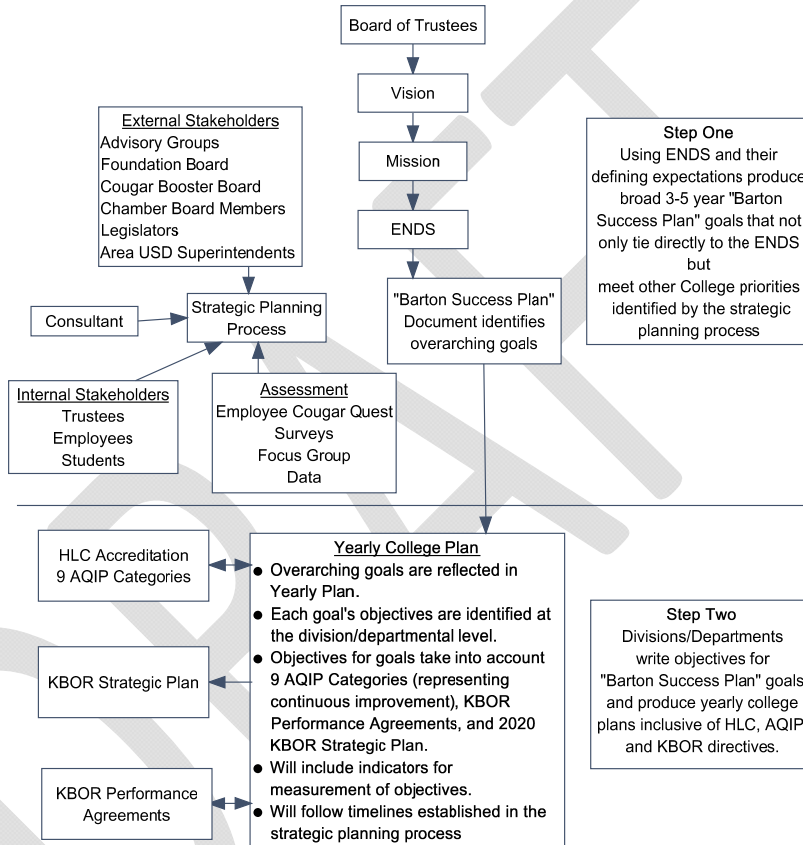 Board of Trustees
Vision
Mission
ENDS
"Barton Success Plan"
Document identifies
overarching goals
External Stakeholders
Advisory Groups
Foundation Board
Cougar Booster Board
Chamber Board Members
Legislators
Area USD Superintendents
Strategic Planning
Process
Consultant
Internal Stakeholders
Trustees
Employees
Students
Assessment
Employee Cougar Quest
Surveys
Focus Group
Data
Step One
Using ENDS and their
defining expectations produce
broad 3-5 year "Barton
Success Plan" goals that not
only tie directly to the ENDS
but
meet other College priorities
identified by the strategic
planning process
HLC Accreditation
9 AQIP Categories
KBOR Strategic Plan
KBOR Performance
Agreements
Yearly College Plan
● Overarching goals are reflected in
Yearly Plan.
● Each goal's objectives are identified at
the division/departmental level.
● Objectives for goals take into account
9 AQIP Categories (representing
continuous improvement), KBOR
Performance Agreements, and 2020
KBOR Strategic Plan.
● Will include indicators for
measurement of objectives.
● Will follow timelines established in the
strategic planning process
Step Two
Divisions/Departments
write objectives for
"Barton Success Plan" goals
and produce yearly college
plans inclusive of HLC, AQIP
and KBOR directives.
DRAFT